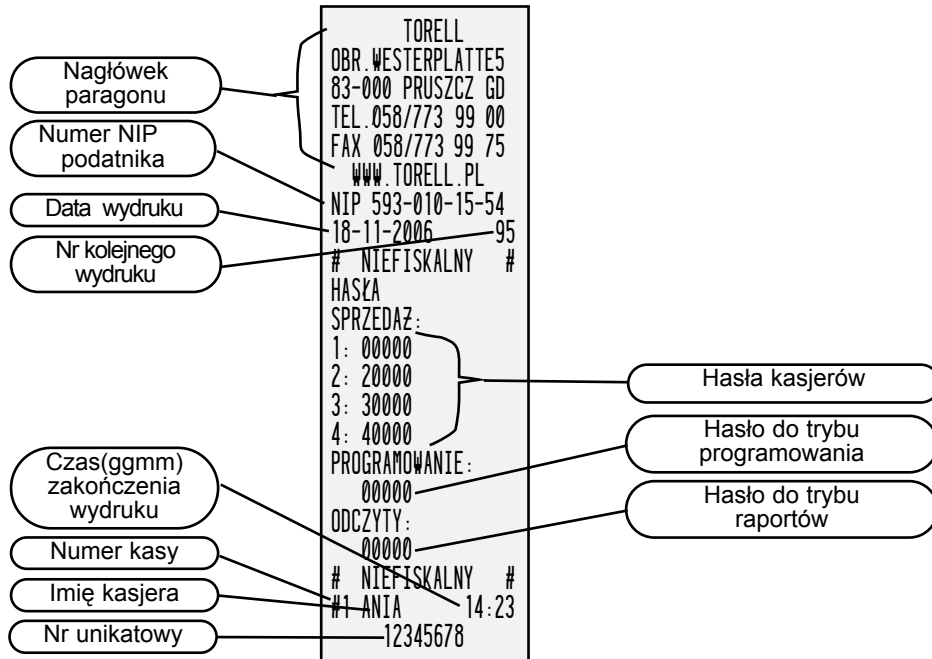 TORELL
OBR.WESTERPLATTE5
83-000 PRUSZCZ GD
TEL.058/773 99 00
FAX 058/773 99 75
WWW.TORELL.PL
NIP 593-010-15-54
18-11-2006 95
# NIEFISKALNY #
HASŁA
SPRZEDAŻ:
1: 00000
2: 20000
3: 30000
4: 40000
PROGRAMOWANIE:
00000
ODCZYTY:
00000
# NIEFISKALNY #
#1 ANIA 14:23
12345678
Nagłówek
paragonu
Numer NIP
podatnika
Data wydruku
Nr kolejnego
wydruku
Czas(ggmm)
zakończenia
wydruku
Numer kasy
Imię kasjera
Nr unikatowy
Hasła kasjerów
Hasło do trybu
programowania
Hasło do trybu
raportów